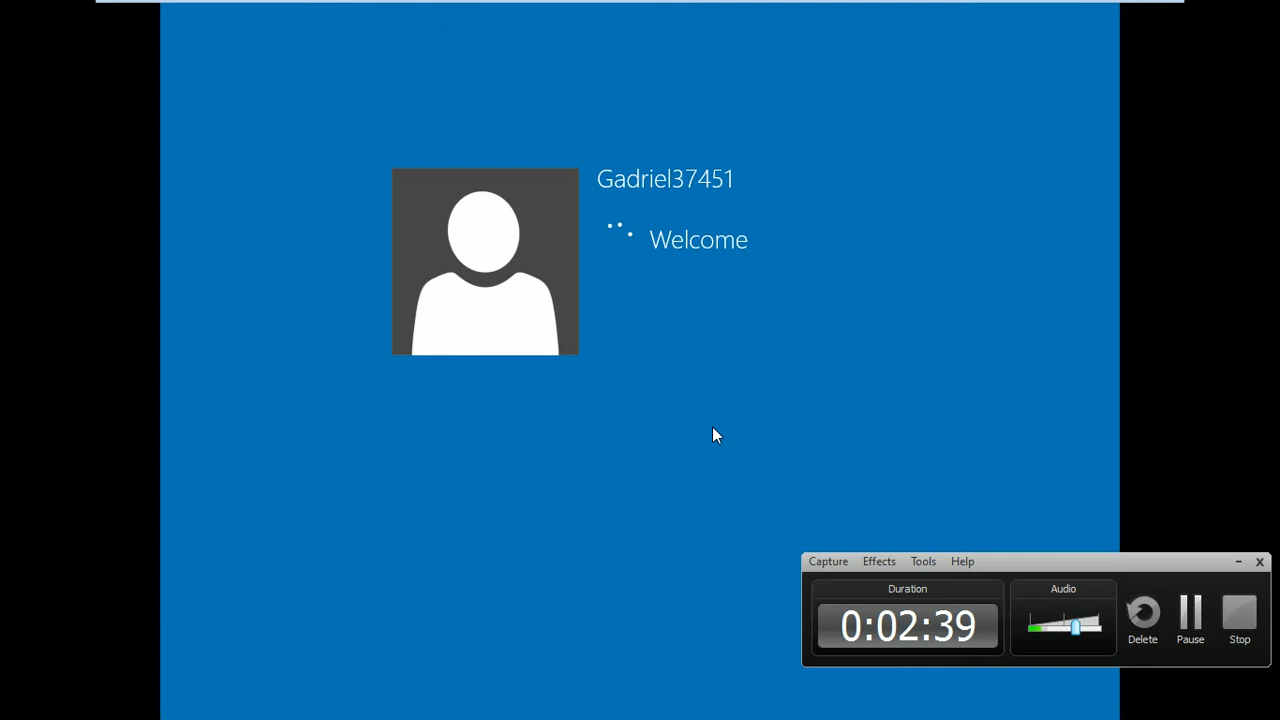 Gadriel37451
Welcome
Capture Effects Tools Help
Duration Audio
0:02:39
Delete Pause Stop